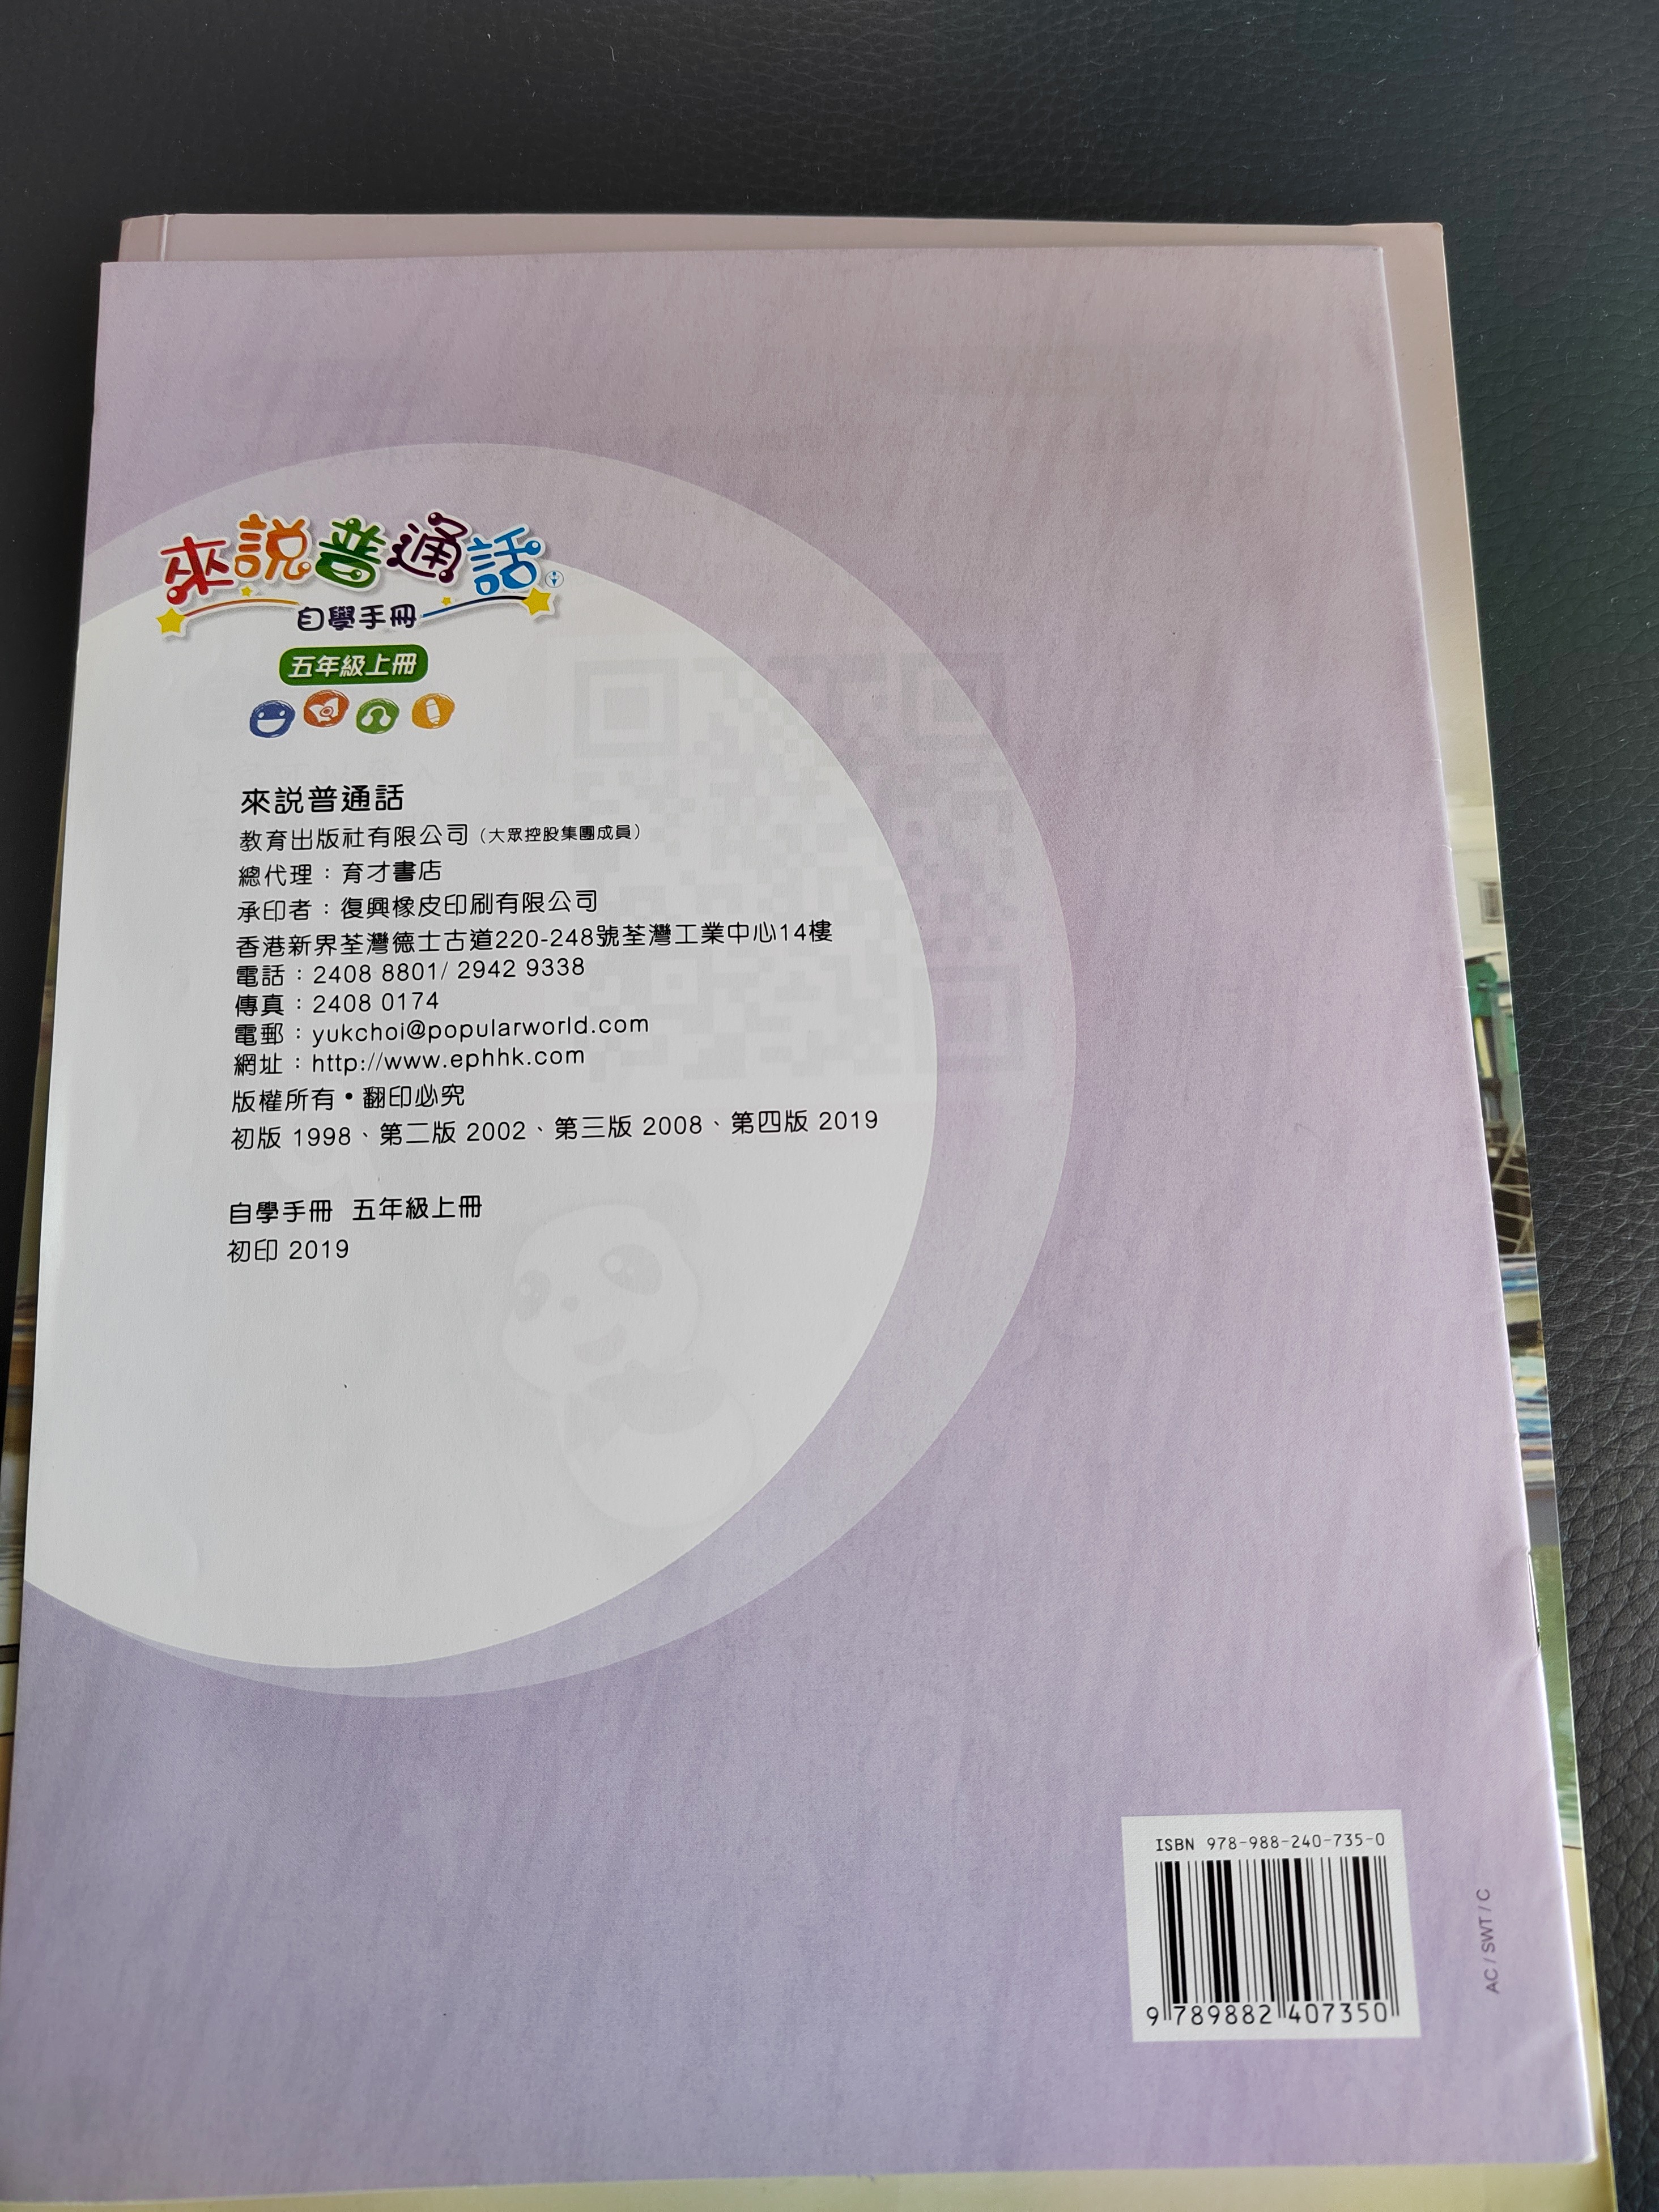 來説普通話
自學手冊
五年級上冊
來説普通話
教育出版社有限公司（大眾控股集團成員）
總代理：育才書店
承印者：復興橡皮印刷有限公司
香港新界荃灣德士古道220-248號荃灣工業中心14樓
電話：2408 8801/ 2942 9338
傳真：2408 0174
電郵：yukchoi@popularworld.com
網址：http://www.ephhk.com
版權所有•翻印必究
初版 1998、第二版 2002、第三版 2008、第四版 2019
自學手冊 五年級上冊
初印 2019
ISBN 978-988-240-735-0
9 789882 407350
AC / SWT / C